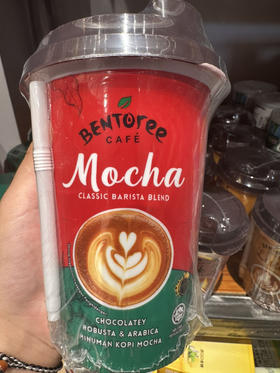 BENTOREE
CAFÉ
Mocha
CLASSIC BARISTA BLEND
CHOCOLATEY
ROBUSTA & ARABICA
MINUMAN KOPI MOCHA